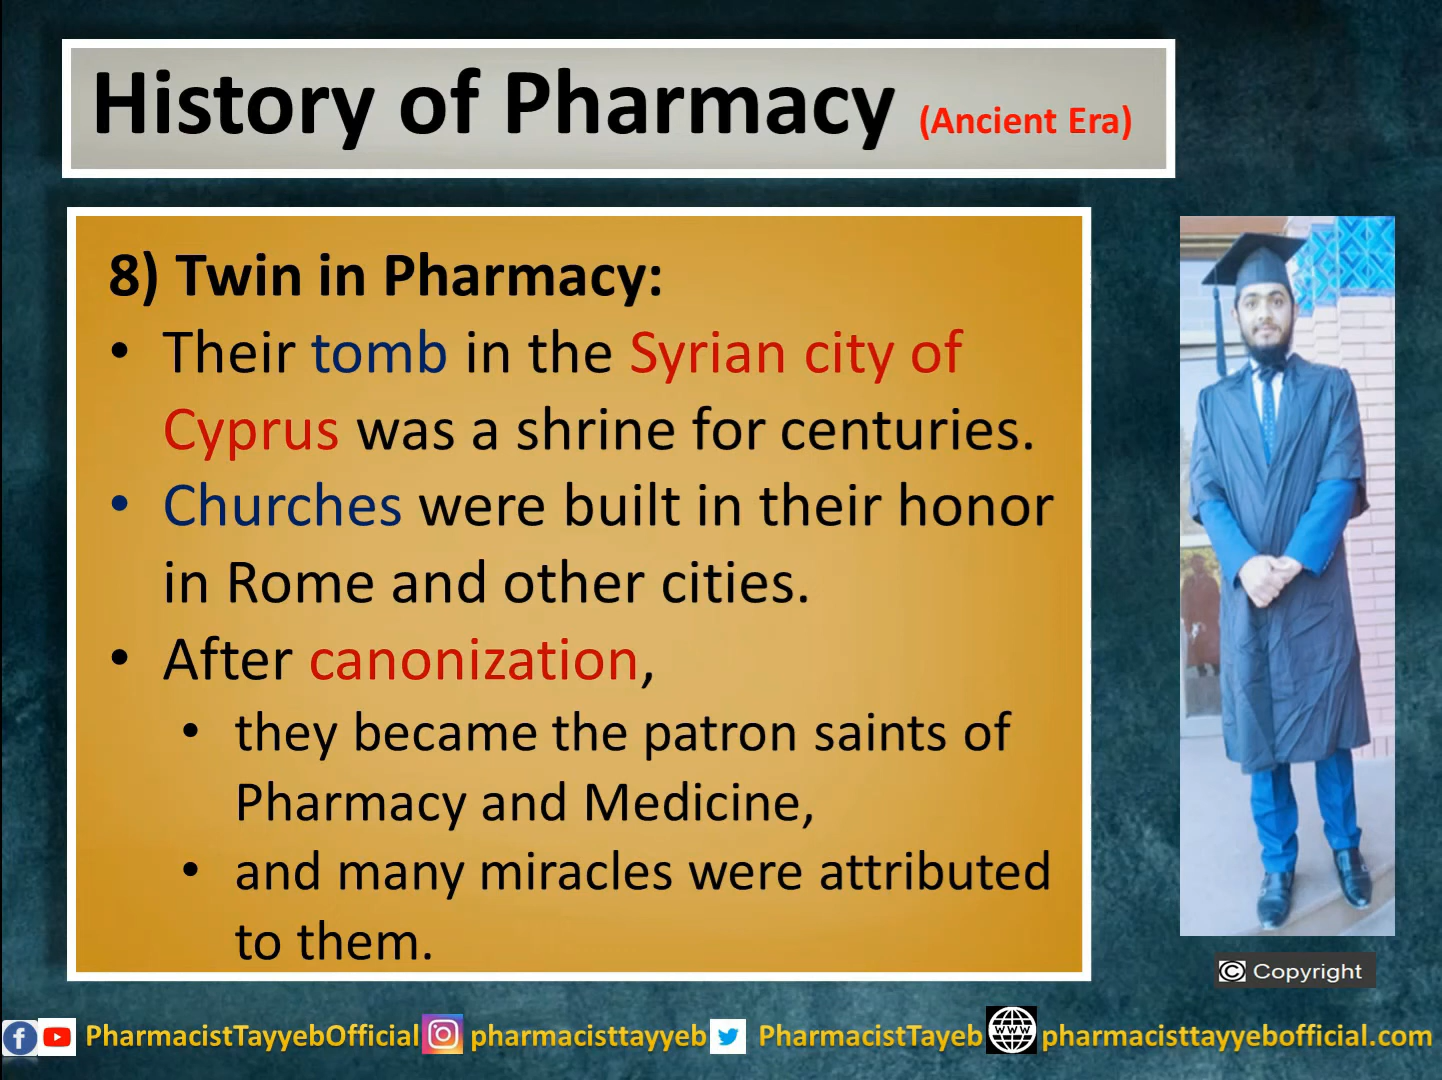 History of Pharmacy (Ancient Era)
8) Twin in Pharmacy:
• Their tomb in the Syrian city of
Cyprus was a shrine for centuries.
• Churches were built in their honor
in Rome and other cities.
• After canonization,
• they became the patron saints of
Pharmacy and Medicine,
• and many miracles were attributed
to them.
© Copyright
PharmacistTayyebOfficial pharmacisttayyeb PharmacistTayeb www pharmacisttayyebofficial.com